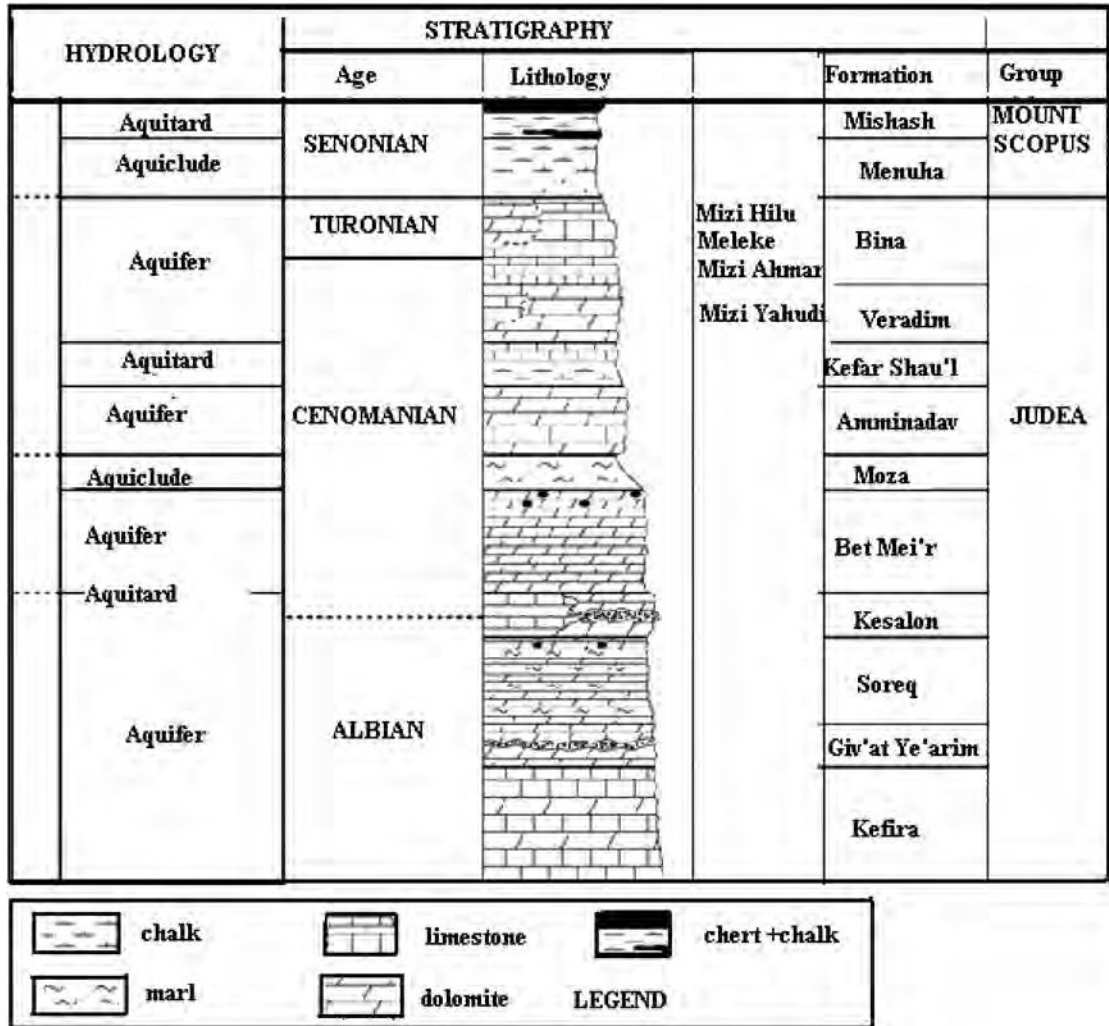 HYDROLOGY
STRATIGRAPHY
Age
Lithology
Formation
Group
Aquitard
Aquiclude
Aquifer
Aquitard
Aquifer
Aquiclude
Aquifer
Aquitard
Aquifer
SENONIAN
TURONIAN
CENOMANIAN
ALBIAN
Mizi Hilu
Meleke
Mizi Ahmar
Mizi Yahudi
Mishash
Menuha
Bina
Veradim
Kefar Shau'l
Amminadav
Moza
Bet Mei'r
Kesalon
Soreq
Giv'at Ye'arim
Kefira
MOUNT
SCOPUS
JUDEA
chalk
limestone
chert +chalk
marl
dolomite
LEGEND